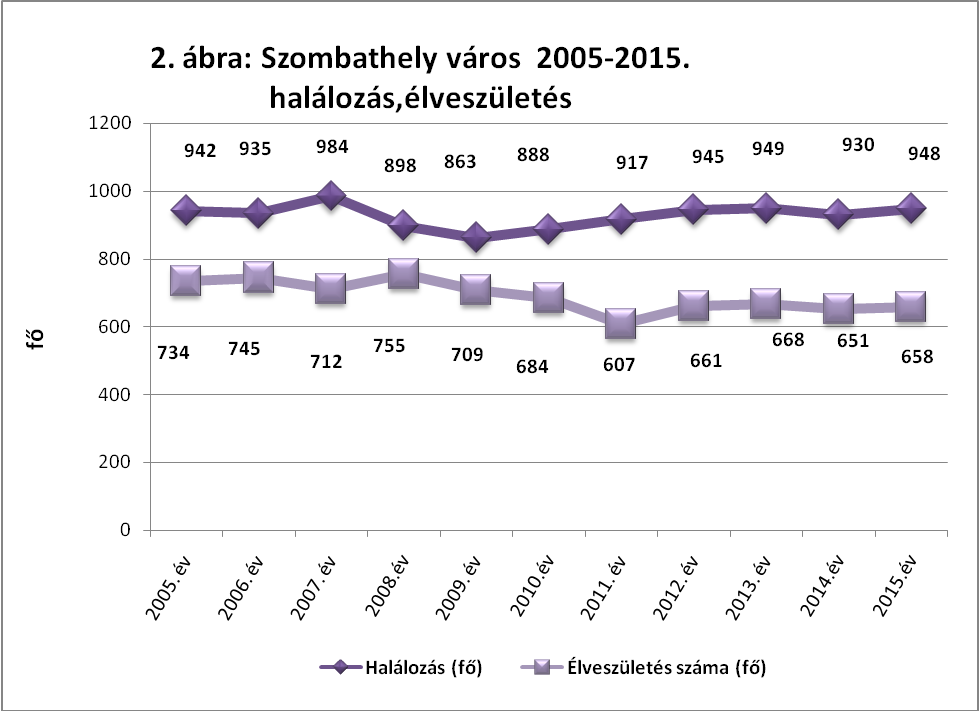 2. ábra: Szombathely város 2005-2015.
halálozás,élveszületés
1200
1000
800
600
400
200
0
fő
942 935 984 898 863 888 917 945 949 930 948
734 745 712 755 709 684 607 661 668 651 658
2005.év 2006.év 2007.év 2008.év 2009.év 2010.év 2011.év 2012.év 2013.év 2014.év 2015.év
Halálozás (fő) Élveszületés száma (fő)